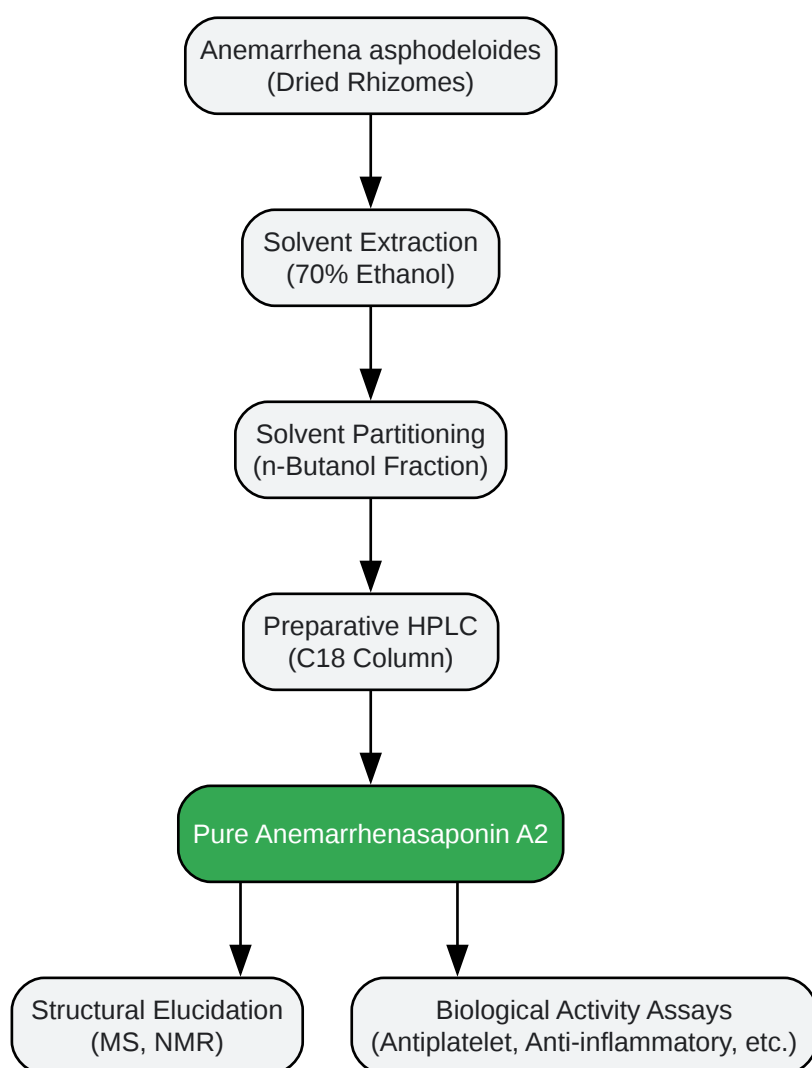 Anemarrhena asphodeloides
(Dried Rhizomes)
Solvent Extraction
(70% Ethanol)
Solvent Partitioning
(n-Butanol Fraction)
Preparative HPLC
(C18 Column)
Pure Anemarrhenasaponin A2
Structural Elucidation
(MS, NMR)
Biological Activity Assays
(Antiplatelet, Anti-inflammatory, etc.)